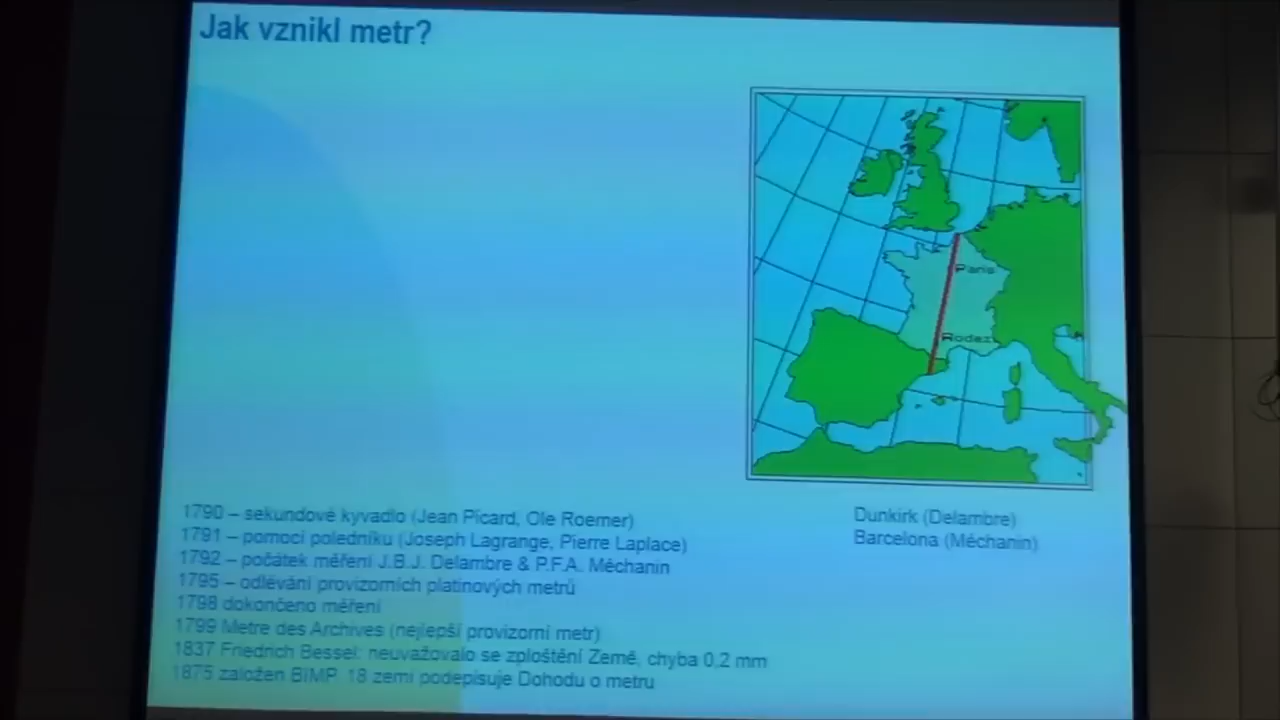 Jak vznikl metr?
Paris
Rodez
1790 – sekundové kyvadlo (Jean Picard, Ole Roemer)
1791 – pomocí poledníku (Joseph Lagrange, Pierre Laplace)
1792 – počátek měření J.B.J. Delambre & P.F.A. Méchanin
1795 – odlévání provizorních platinových metrů
1798 dokončeno měření
1799 Metre des Archives (nejlepší provizorní metr)
1837 Friedrich Bessel: neuvažovalo se zploštění Země, chyba 0,2 mm
1875 založen BIMP. 18 zemí podepisuje Dohodu o metru
Dunkirk (Delambre)
Barcelona (Méchanin)